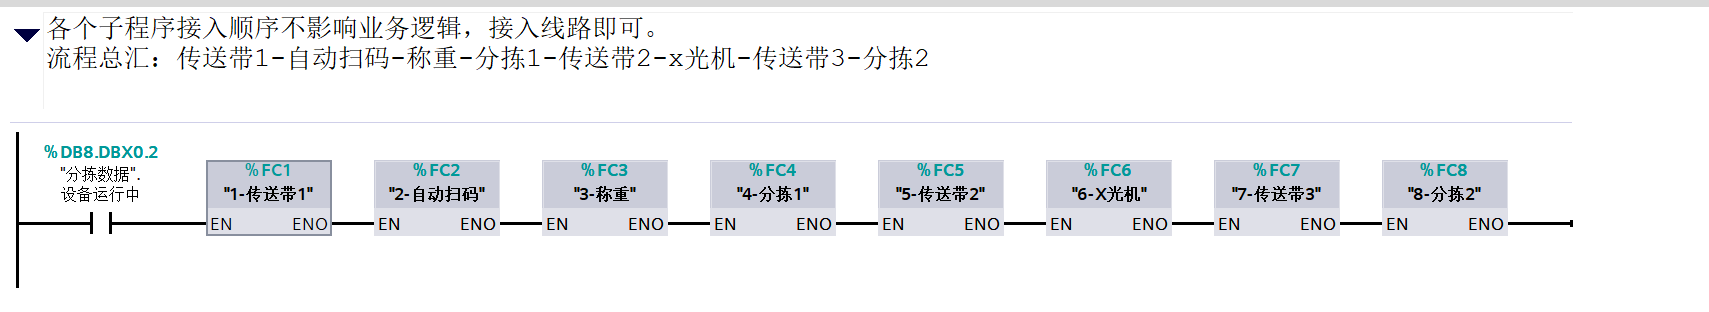 各个子程序接入顺序不影响业务逻辑，接入线路即可。
流程总汇：传送带1-自动扫码-称重-分拣1-传送带2-x光机-传送带3-分拣2
%DB8.DBX0.2
"分拣数据".
设备运行中
%FC1
"1-传送带1"
EN ENO
%FC2
"2-自动扫码"
EN ENO
%FC3
"3-称重"
EN ENO
%FC4
"4-分拣1"
EN ENO
%FC5
"5-传送带2"
EN ENO
%FC6
"6-X光机"
EN ENO
%FC7
"7-传送带3"
EN ENO
%FC8
"8-分拣2"
EN ENO